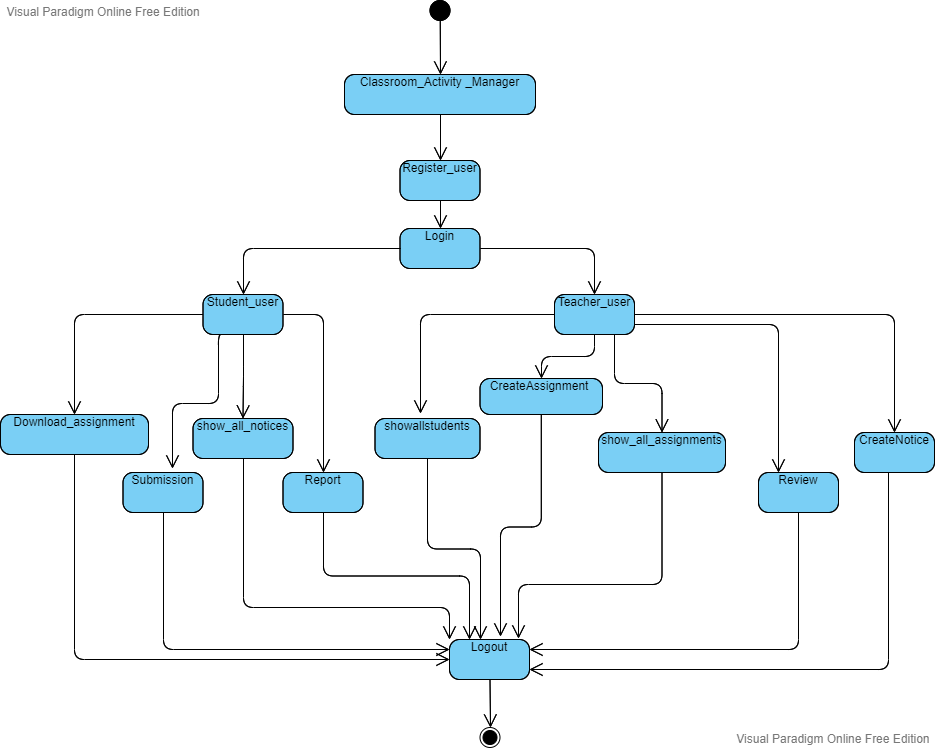 Visual Paradigm Online Free Edition
Classroom_Activity _Manager
Register_user
Login
Student_user
Teacher_user
CreateAssignment
Download_assignment
show_all_notices
showallstudents
show_all_assignments
CreateNotice
Submission
Report
Review
Logout
Visual Paradigm Online Free Edition